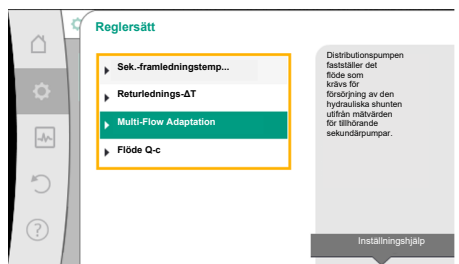 Reglersätt
Sek.-framledningstemp...
Returlednings-ΔT
Multi-Flow Adaptation
Flöde Q-c
Distributionspumpen
fastställer det
flöde som
krävs för
försörjning av den
hydrauliska shunten
utifrån mätvärden
för tillhörande
sekundärpumpar.
Inställningshjälp
?